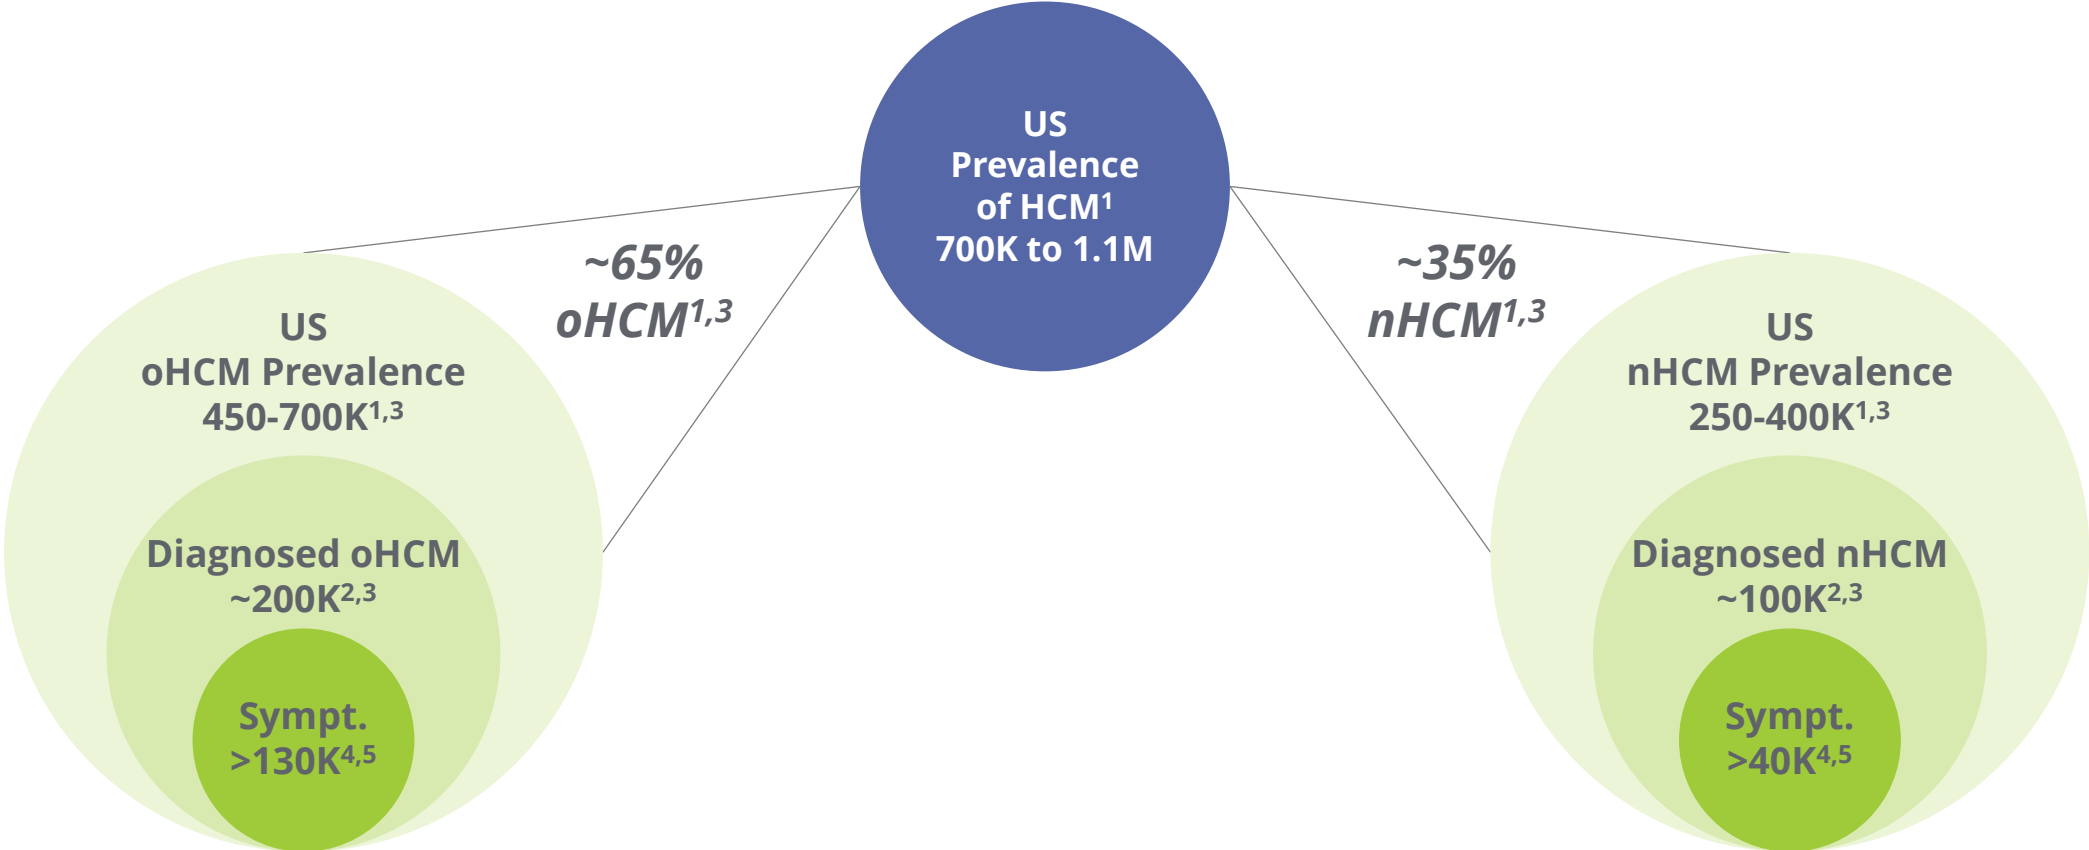 US
Prevalence
of HCM¹
700K to 1.1M
~65%
oHCM¹,³
~35%
nHCM¹,³
US
oHCM Prevalence
450-700K¹,³
Diagnosed oHCM
~200K²,³
Sympt.
>130K⁴,⁵
US
nHCM Prevalence
250-400K¹,³
Diagnosed nHCM
~100K²,³
Sympt.
>40K⁴,⁵